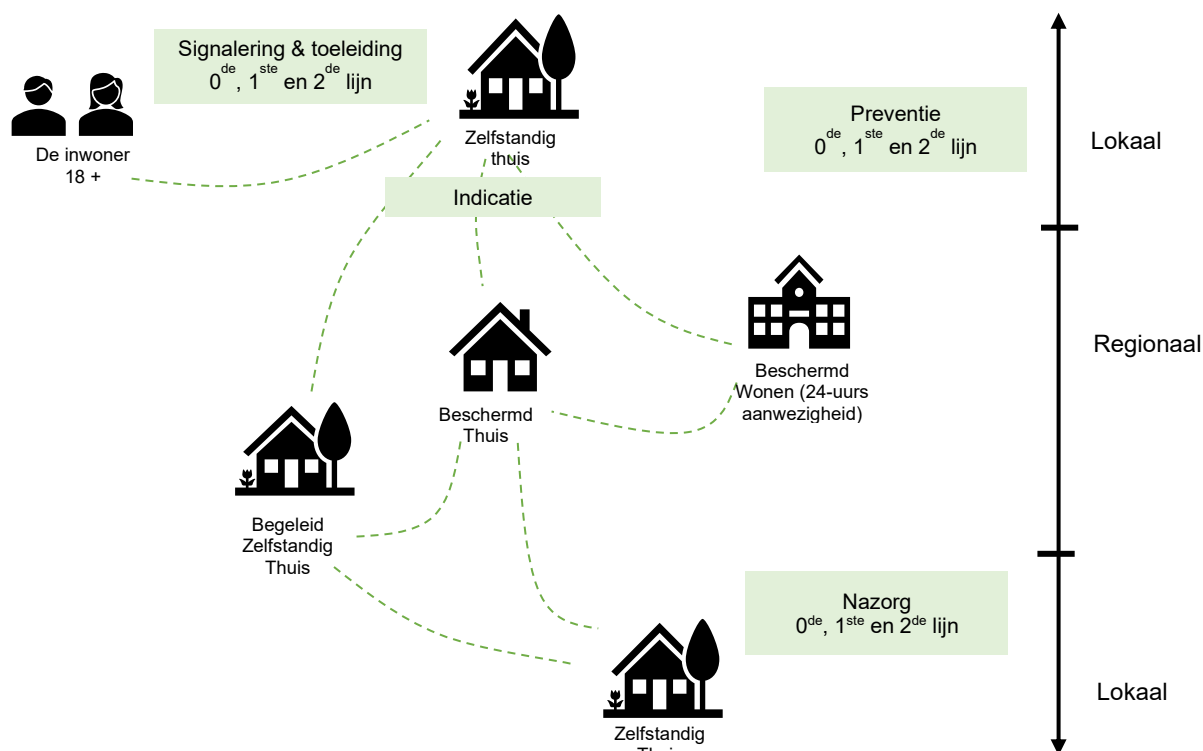 Signalering & toeleiding
0de, 1ste en 2de lijn
De inwoner
18 +
Zelfstandig
thuis
Preventie
0de, 1ste en 2de lijn
Lokaal
Indicatie
Regionaal
Beschermd
Wonen (24-uurs
aanwezigheid)
Beschermd
Thuis
Begeleid
Zelfstandig
Thuis
Nazorg
0de, 1ste en 2de lijn
Lokaal
Zelfstandig
Thuis